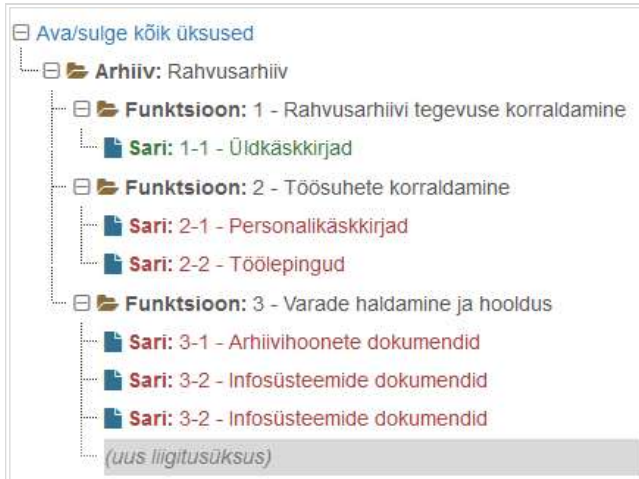 Ava/sulge kõik üksused
Arhiiv: Rahvusarhiiv
Funktsioon: 1 - Rahvusarhiivi tegevuse korraldamine
Sari: 1-1 - Üldkäskkirjad
Funktsioon: 2 - Töösuhete korraldamine
Sari: 2-1 - Personalikäskkirjad
Sari: 2-2 - Töölepingud
Funktsioon: 3 - Varade haldamine ja hooldus
Sari: 3-1 - Arhiivihoonete dokumendid
Sari: 3-2 - Infosüsteemide dokumendid
Sari: 3-2 - Infosüsteemide dokumendid
(uus liigitusüksus)